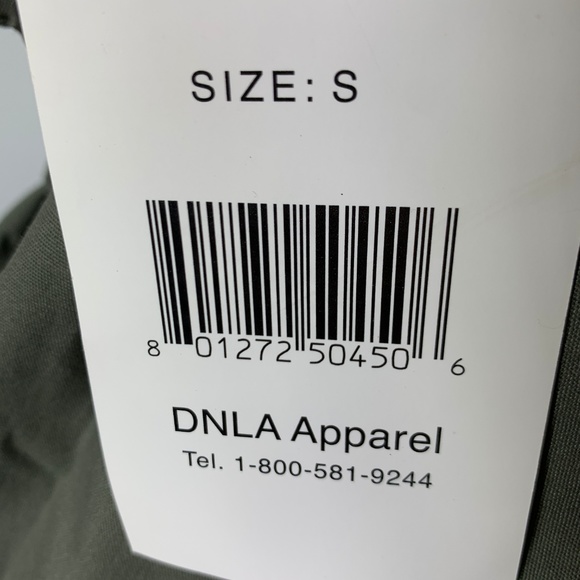 SIZE: S
8 01272 50450 6
DNLA Apparel
Tel. 1-800-581-9244